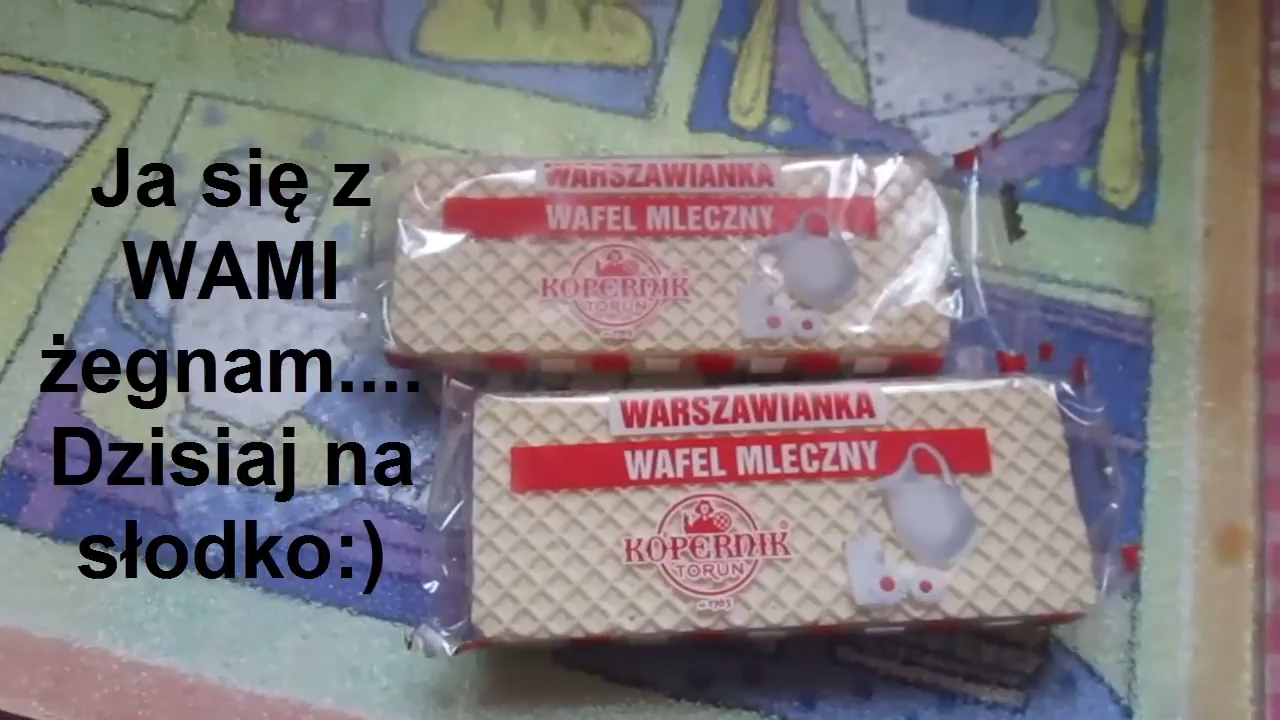 Ja się z
WAMI
żegnam....
Dzisiaj na
słodko:)
WARSZAWIANKA
WAFEL MLECZNY
KOPERNIK
TORUŃ
WARSZAWIANKA
WAFEL MLECZNY
KOPERNIK®
TORUŃ